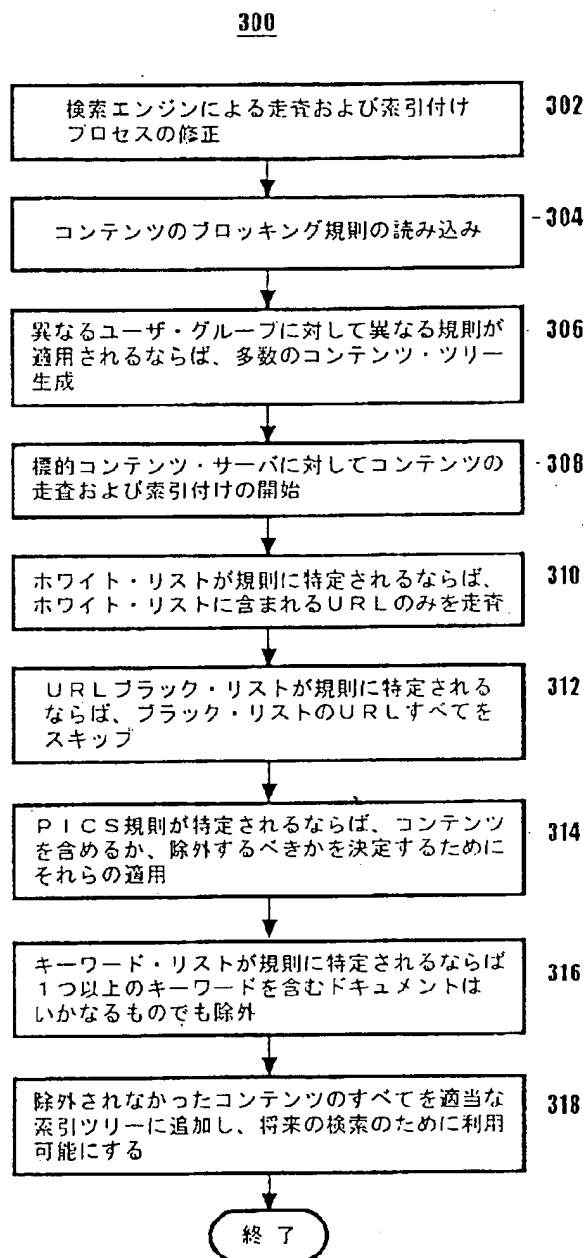 300
検索エンジンによる走査および索引付け
プロセスの修正
302
コンテンツのブロッキング規則の読み込み
304
異なるユーザ・グループに対して異なる規則が
適用されるならば、多数のコンテンツ・ツリー
生成
306
標的コンテンツ・サーバに対してコンテンツの
走査および索引付けの開始
308
ホワイト・リストが規則に特定されるならば、
ホワイト・リストに含まれるURLのみを走査
310
URLブラック・リストが規則に特定される
ならば、ブラック・リストのURLすべてを
スキップ
312
PICS規則が特定されるならば、コンテンツ
を含めるか、除外するべきかを決定するために
それらの適用
314
キーワード・リストが規則に特定されるならば
1つ以上のキーワードを含むドキュメントは
いかなるものでも除外
316
除外されなかったコンテンツのすべてを適当な
索引ツリーに追加し、将来の検索のために利用
可能にする
318
終了